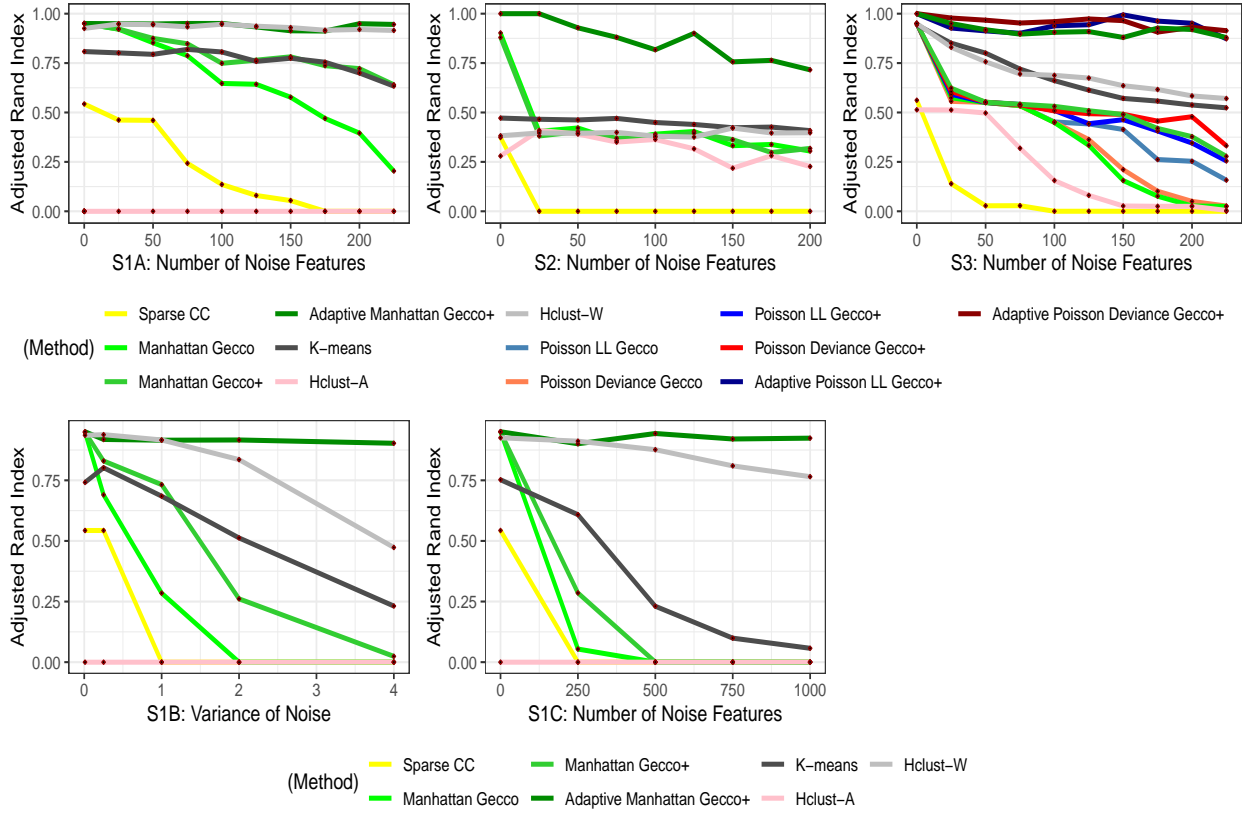 Adjusted Rand Index
1.00
0.75
0.50
0.25
0.00
0 50 100 150 200
S1A: Number of Noise Features
Adjusted Rand Index
1.00
0.75
0.50
0.25
0.00
0 50 100 150 200
S2: Number of Noise Features
Adjusted Rand Index
1.00
0.75
0.50
0.25
0.00
0 50 100 150 200
S3: Number of Noise Features
(Method)
Sparse CC
Manhattan Gecco
Manhattan Gecco+
Adaptive Manhattan Gecco+
K−means
Hclust−A
Hclust−W
Poisson LL Gecco
Poisson Deviance Gecco
Poisson LL Gecco+
Poisson Deviance Gecco+
Adaptive Poisson LL Gecco+
Adaptive Poisson Deviance Gecco+
Adjusted Rand Index
0.75
0.50
0.25
0.00
0 1 2 3 4
S1B: Variance of Noise
Adjusted Rand Index
0.75
0.50
0.25
0.00
0 250 500 750 1000
S1C: Number of Noise Features
(Method)
Sparse CC
Manhattan Gecco
Manhattan Gecco+
Adaptive Manhattan Gecco+
K−means
Hclust−A
Hclust−W